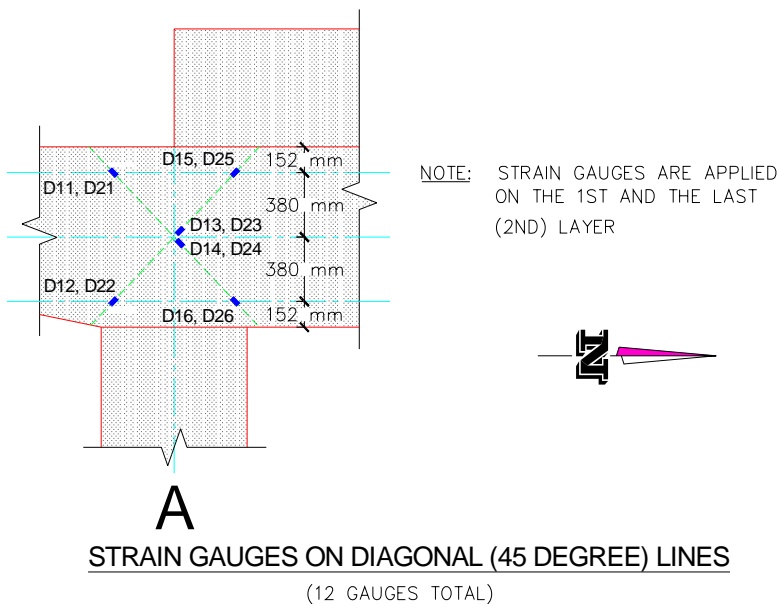 D15, D25
152 mm
D11, D21
NOTE: STRAIN GAUGES ARE APPLIED
ON THE 1ST AND THE LAST
(2ND) LAYER
380 mm
D13, D23
D14, D24
380 mm
D12, D22
D16, D26
152 mm
N
A
STRAIN GAUGES ON DIAGONAL (45 DEGREE) LINES
(12 GAUGES TOTAL)